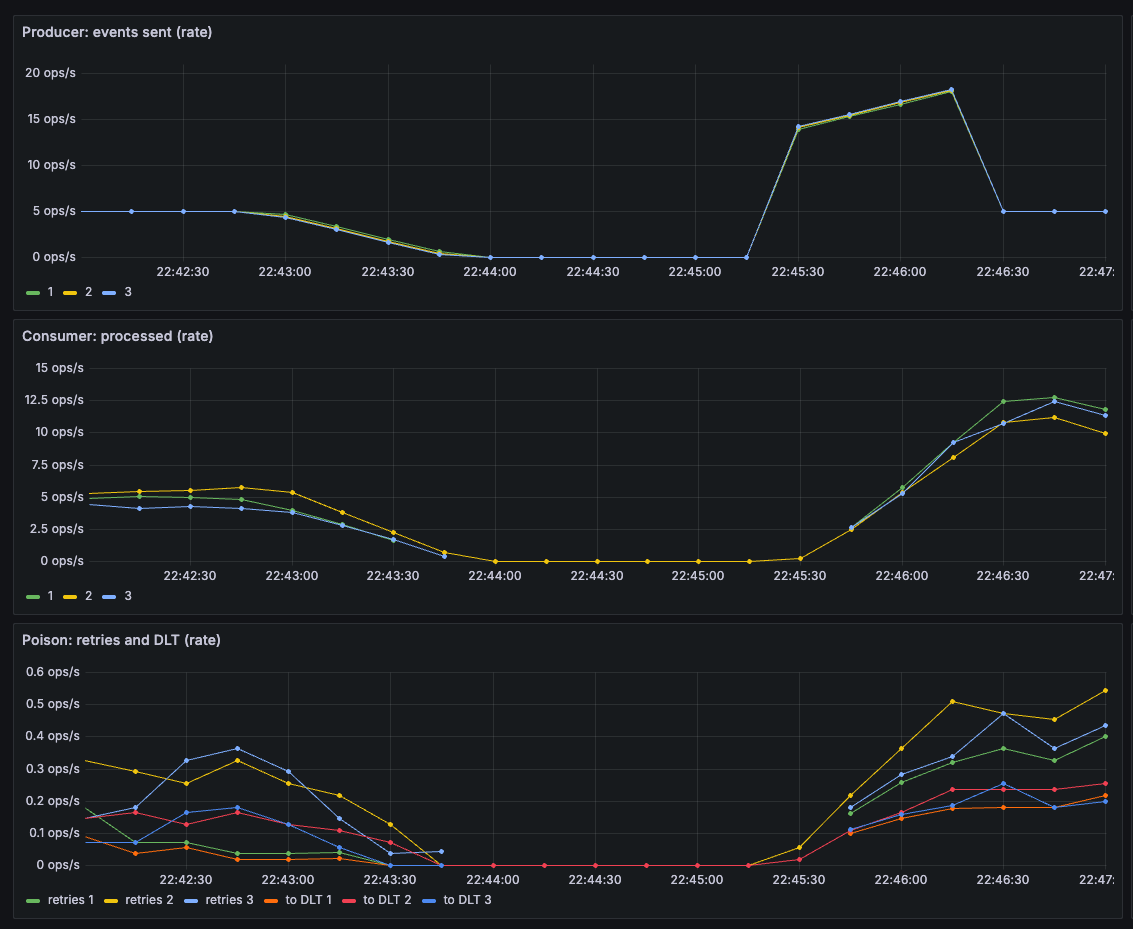 Producer: events sent (rate)
20 ops/s
15 ops/s
10 ops/s
5 ops/s
0 ops/s
22:42:30 22:43:00 22:43:30 22:44:00 22:44:30 22:45:00 22:45:30 22:46:00 22:46:30 22:47:
1 2 3
Consumer: processed (rate)
15 ops/s
12.5 ops/s
10 ops/s
7.5 ops/s
5 ops/s
2.5 ops/s
0 ops/s
22:42:30 22:43:00 22:43:30 22:44:00 22:44:30 22:45:00 22:45:30 22:46:00 22:46:30 22:47:
1 2 3
Poison: retries and DLT (rate)
0.6 ops/s
0.5 ops/s
0.4 ops/s
0.3 ops/s
0.2 ops/s
0.1 ops/s
0 ops/s
22:42:30 22:43:00 22:43:30 22:44:00 22:44:30 22:45:00 22:45:30 22:46:00 22:46:30 22:47:
retries 1 retries 2 retries 3 to DLT 1 to DLT 2 to DLT 3